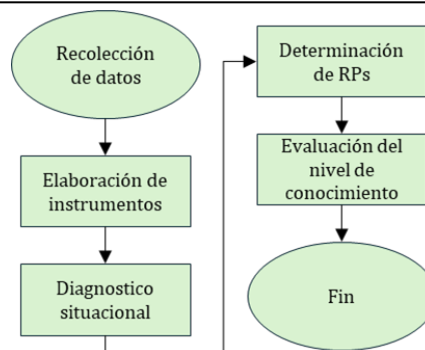 Recolección
de datos
Elaboración de
instrumentos
Diagnostico
situacional
Determinación
de RPs
Evaluación del
nivel de
conocimiento
Fin